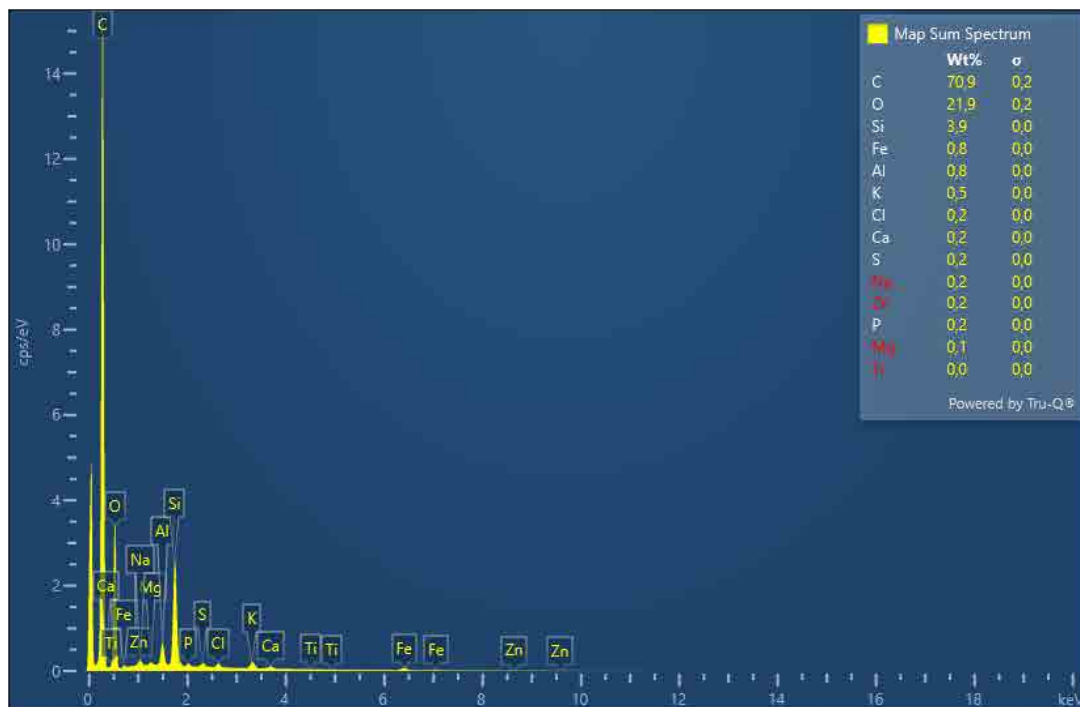 C
14
12
10
8
6
4
2
0
cps/eV
O
Si
Al
Na
Ca
Mg
Fe
S
K
Ti
Zn
P
Cl
Ca
Ti
Ti
Fe
Fe
Zn
Zn
0 2 4 6 8 10 12 14 16 18 keV
Map Sum Spectrum
Wt% σ
C 70,9 0,2
O 21,9 0,2
Si 3,9 0,0
Fe 0,8 0,0
Al 0,8 0,0
K 0,5 0,0
Cl 0,2 0,0
Ca 0,2 0,0
S 0,2 0,0
Na 0,2 0,0
Zn 0,2 0,0
P 0,2 0,0
Mg 0,1 0,0
Ti 0,0 0,0
Powered by Tru-Q®